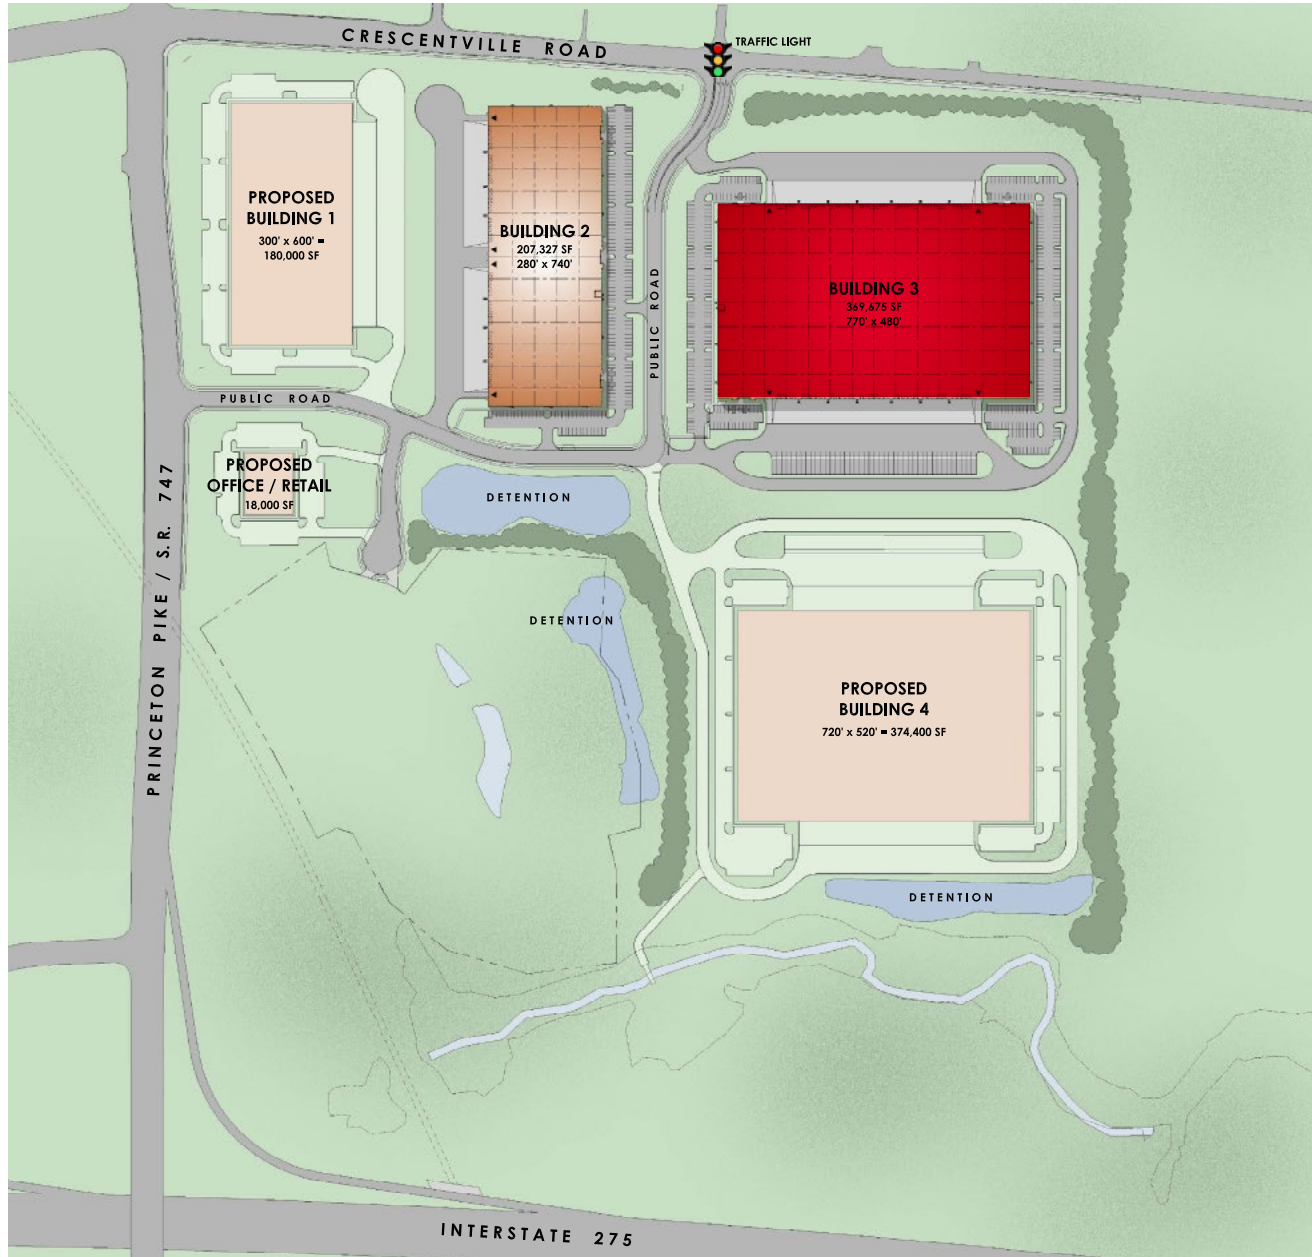 CRESCENTVILLE ROAD
TRAFFIC LIGHT
PROPOSED
BUILDING 1
300' x 600' =
180,000 SF
BUILDING 2
207,327 SF
280' x 740'
PUBLIC ROAD
BUILDING 3
369,675 SF
770' x 480'
PUBLIC ROAD
PROPOSED
OFFICE / RETAIL
18,000 SF
PRINCETON PIKE / S.R. 747
DETENTION
DETENTION
PROPOSED
BUILDING 4
720' x 520' = 374,400 SF
DETENTION
INTERSTATE 275